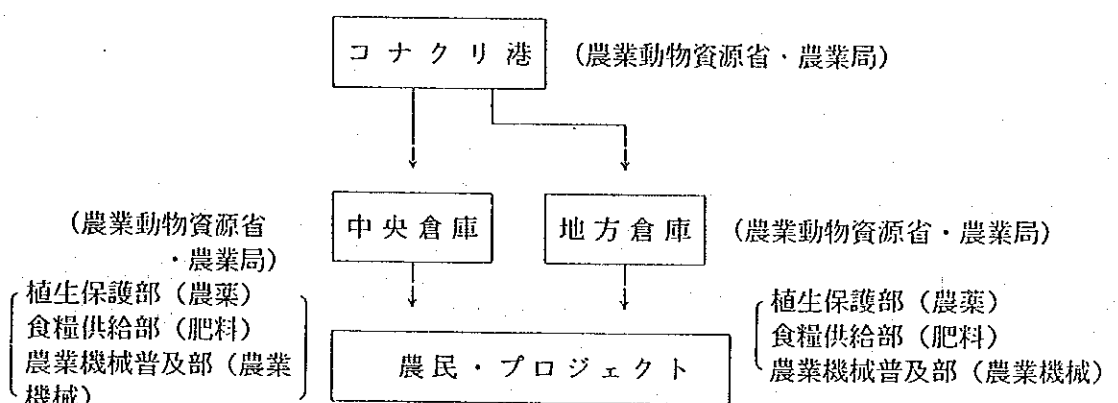 コナクリ港 (農業動物資源省・農業局)
(農業動物資源省
・農業局)
中央倉庫
地方倉庫 (農業動物資源省・農業局)
植生保護部(農薬)
食糧供給部(肥料)
農業機械普及部(農業
機械)
農民・プロジェクト
植生保護部(農薬)
食糧供給部(肥料)
農業機械普及部(農業機械)